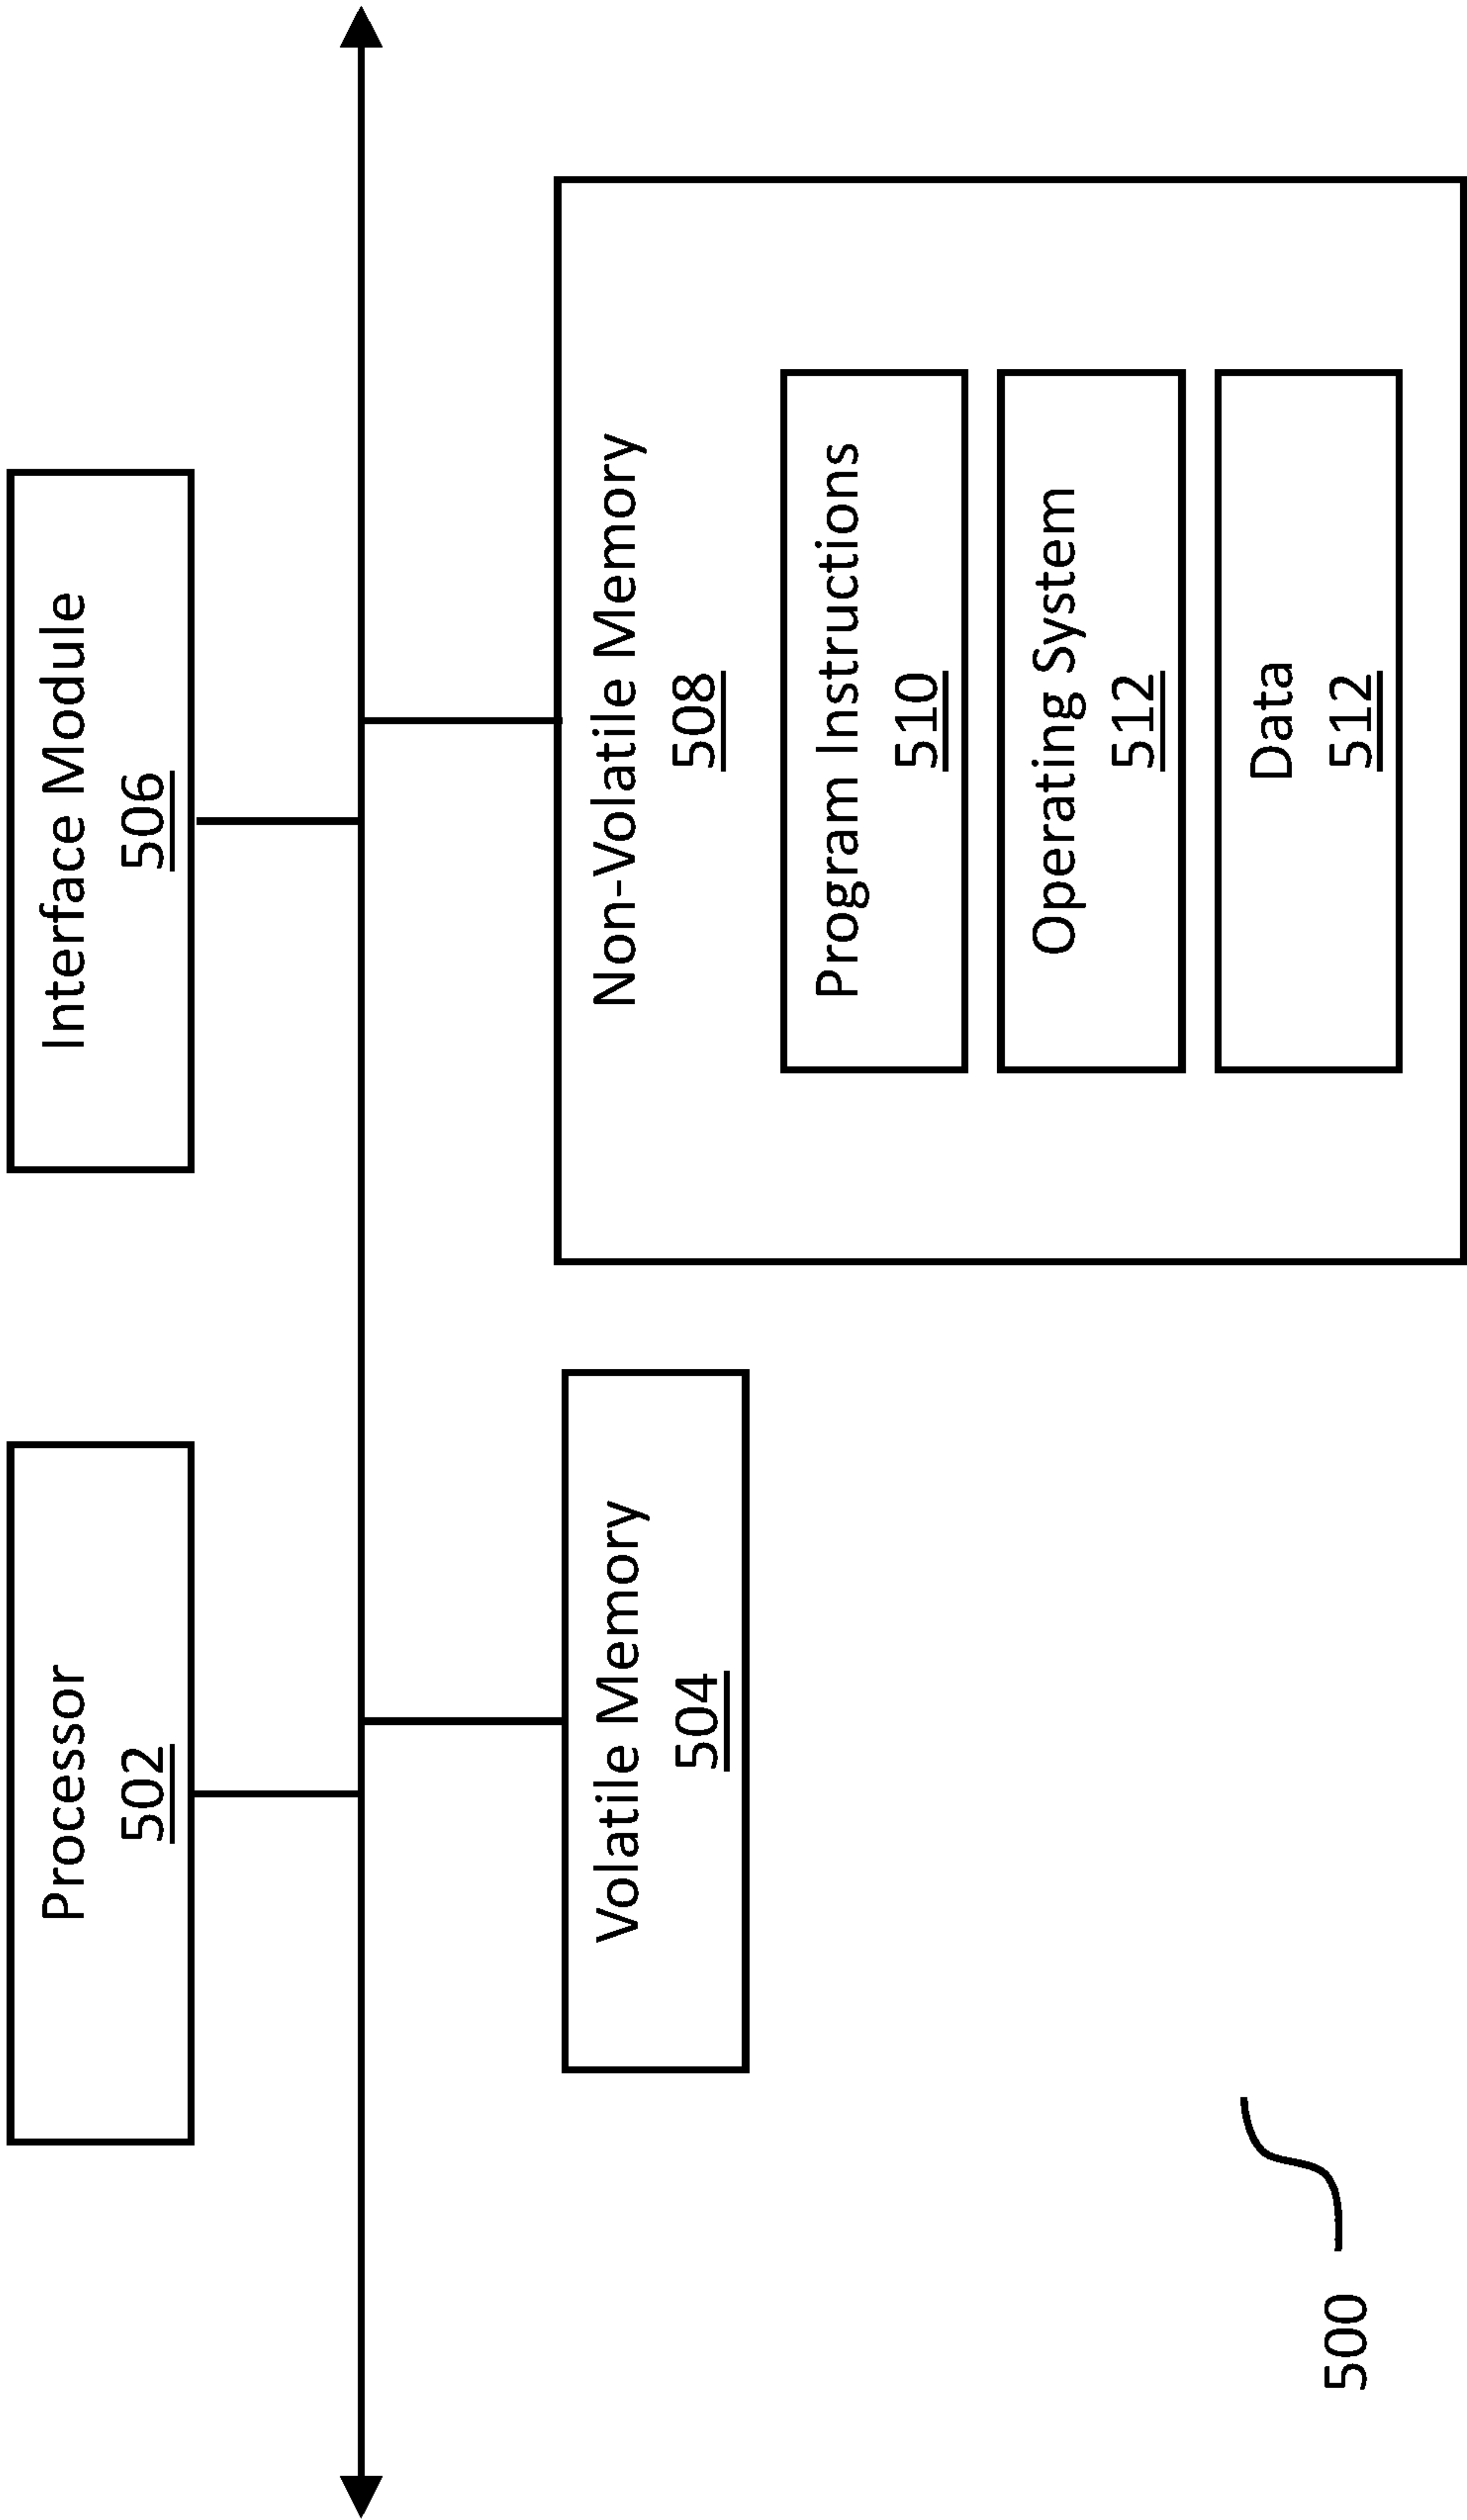 Processor
502
Interface Module
506
Volatile Memory
504
Non-Volatile Memory
508
Program Instructions
510
Operating System
512
Data
512
500